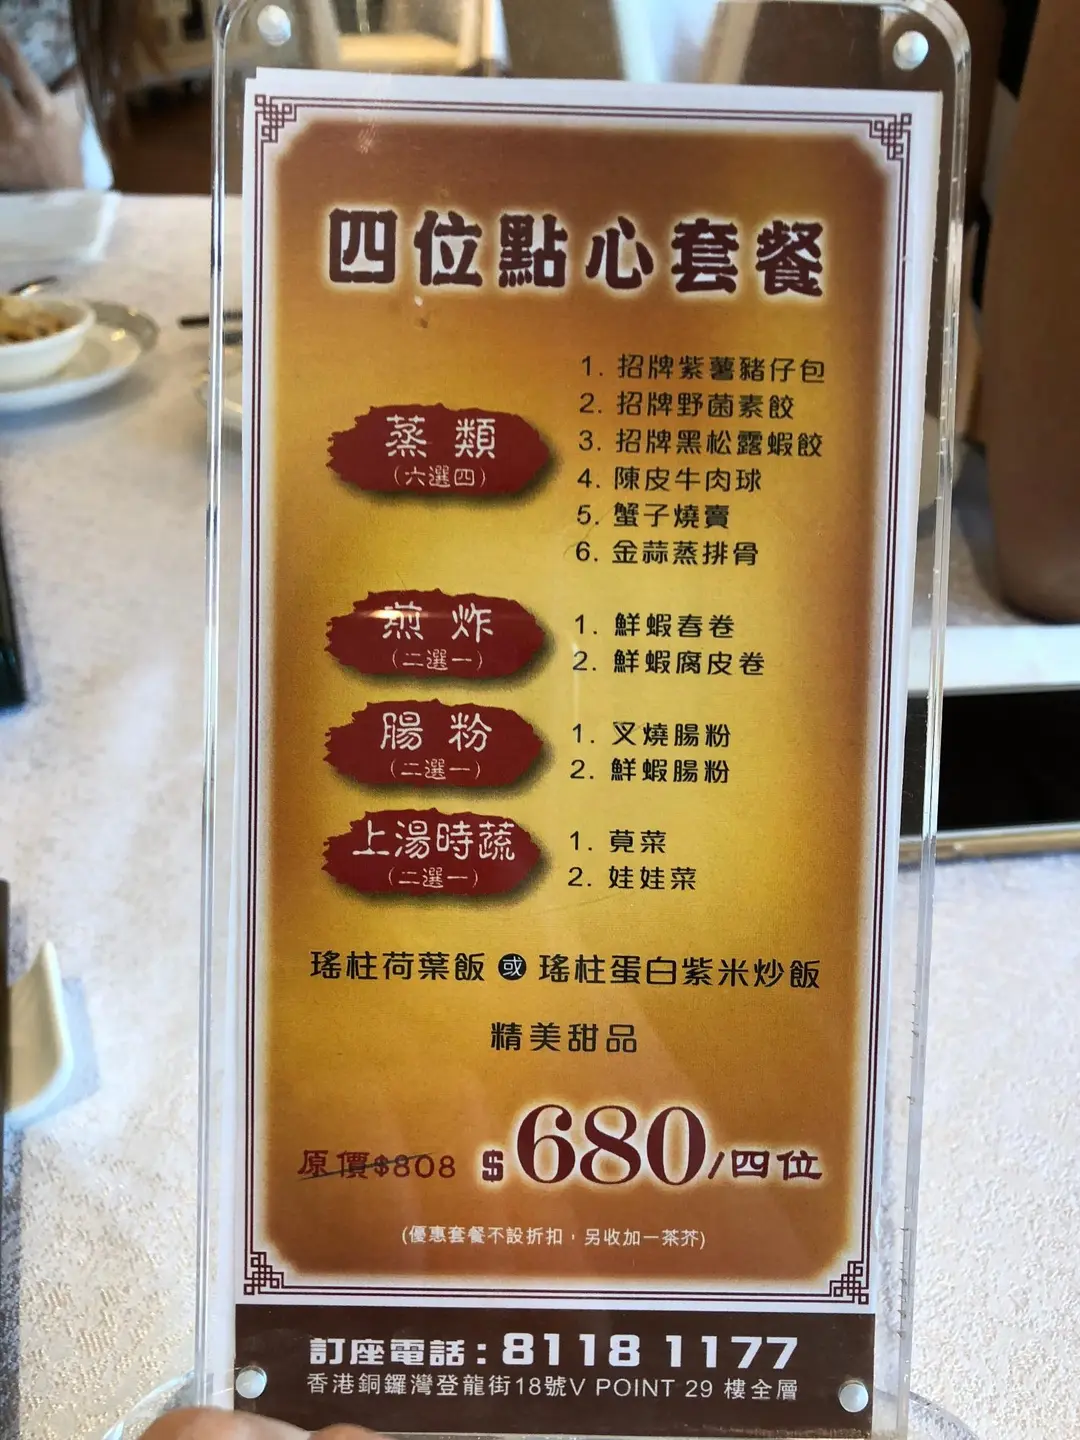 四位點心套餐
蒸類
(六選四)
1. 招牌紫薯豬仔包
2. 招牌野菌素餃
3. 招牌黑松露蝦餃
4. 陳皮牛肉球
5. 蟹子燒賣
6. 金蒜蒸排骨
煎炸
(二選一)
1. 鮮蝦春卷
2. 鮮蝦腐皮卷
腸粉
(二選一)
1. 叉燒腸粉
2. 鮮蝦腸粉
上湯時蔬
(二選一)
1. 莧菜
2. 娃娃菜
瑤柱荷葉飯 或 瑤柱蛋白紫米炒飯
精美甜品
原價$808 $680/四位
(優惠套餐不設折扣，另收加一茶芥)
訂座電話：8118 1177
香港銅鑼灣登龍街18號V POINT 29 樓全層